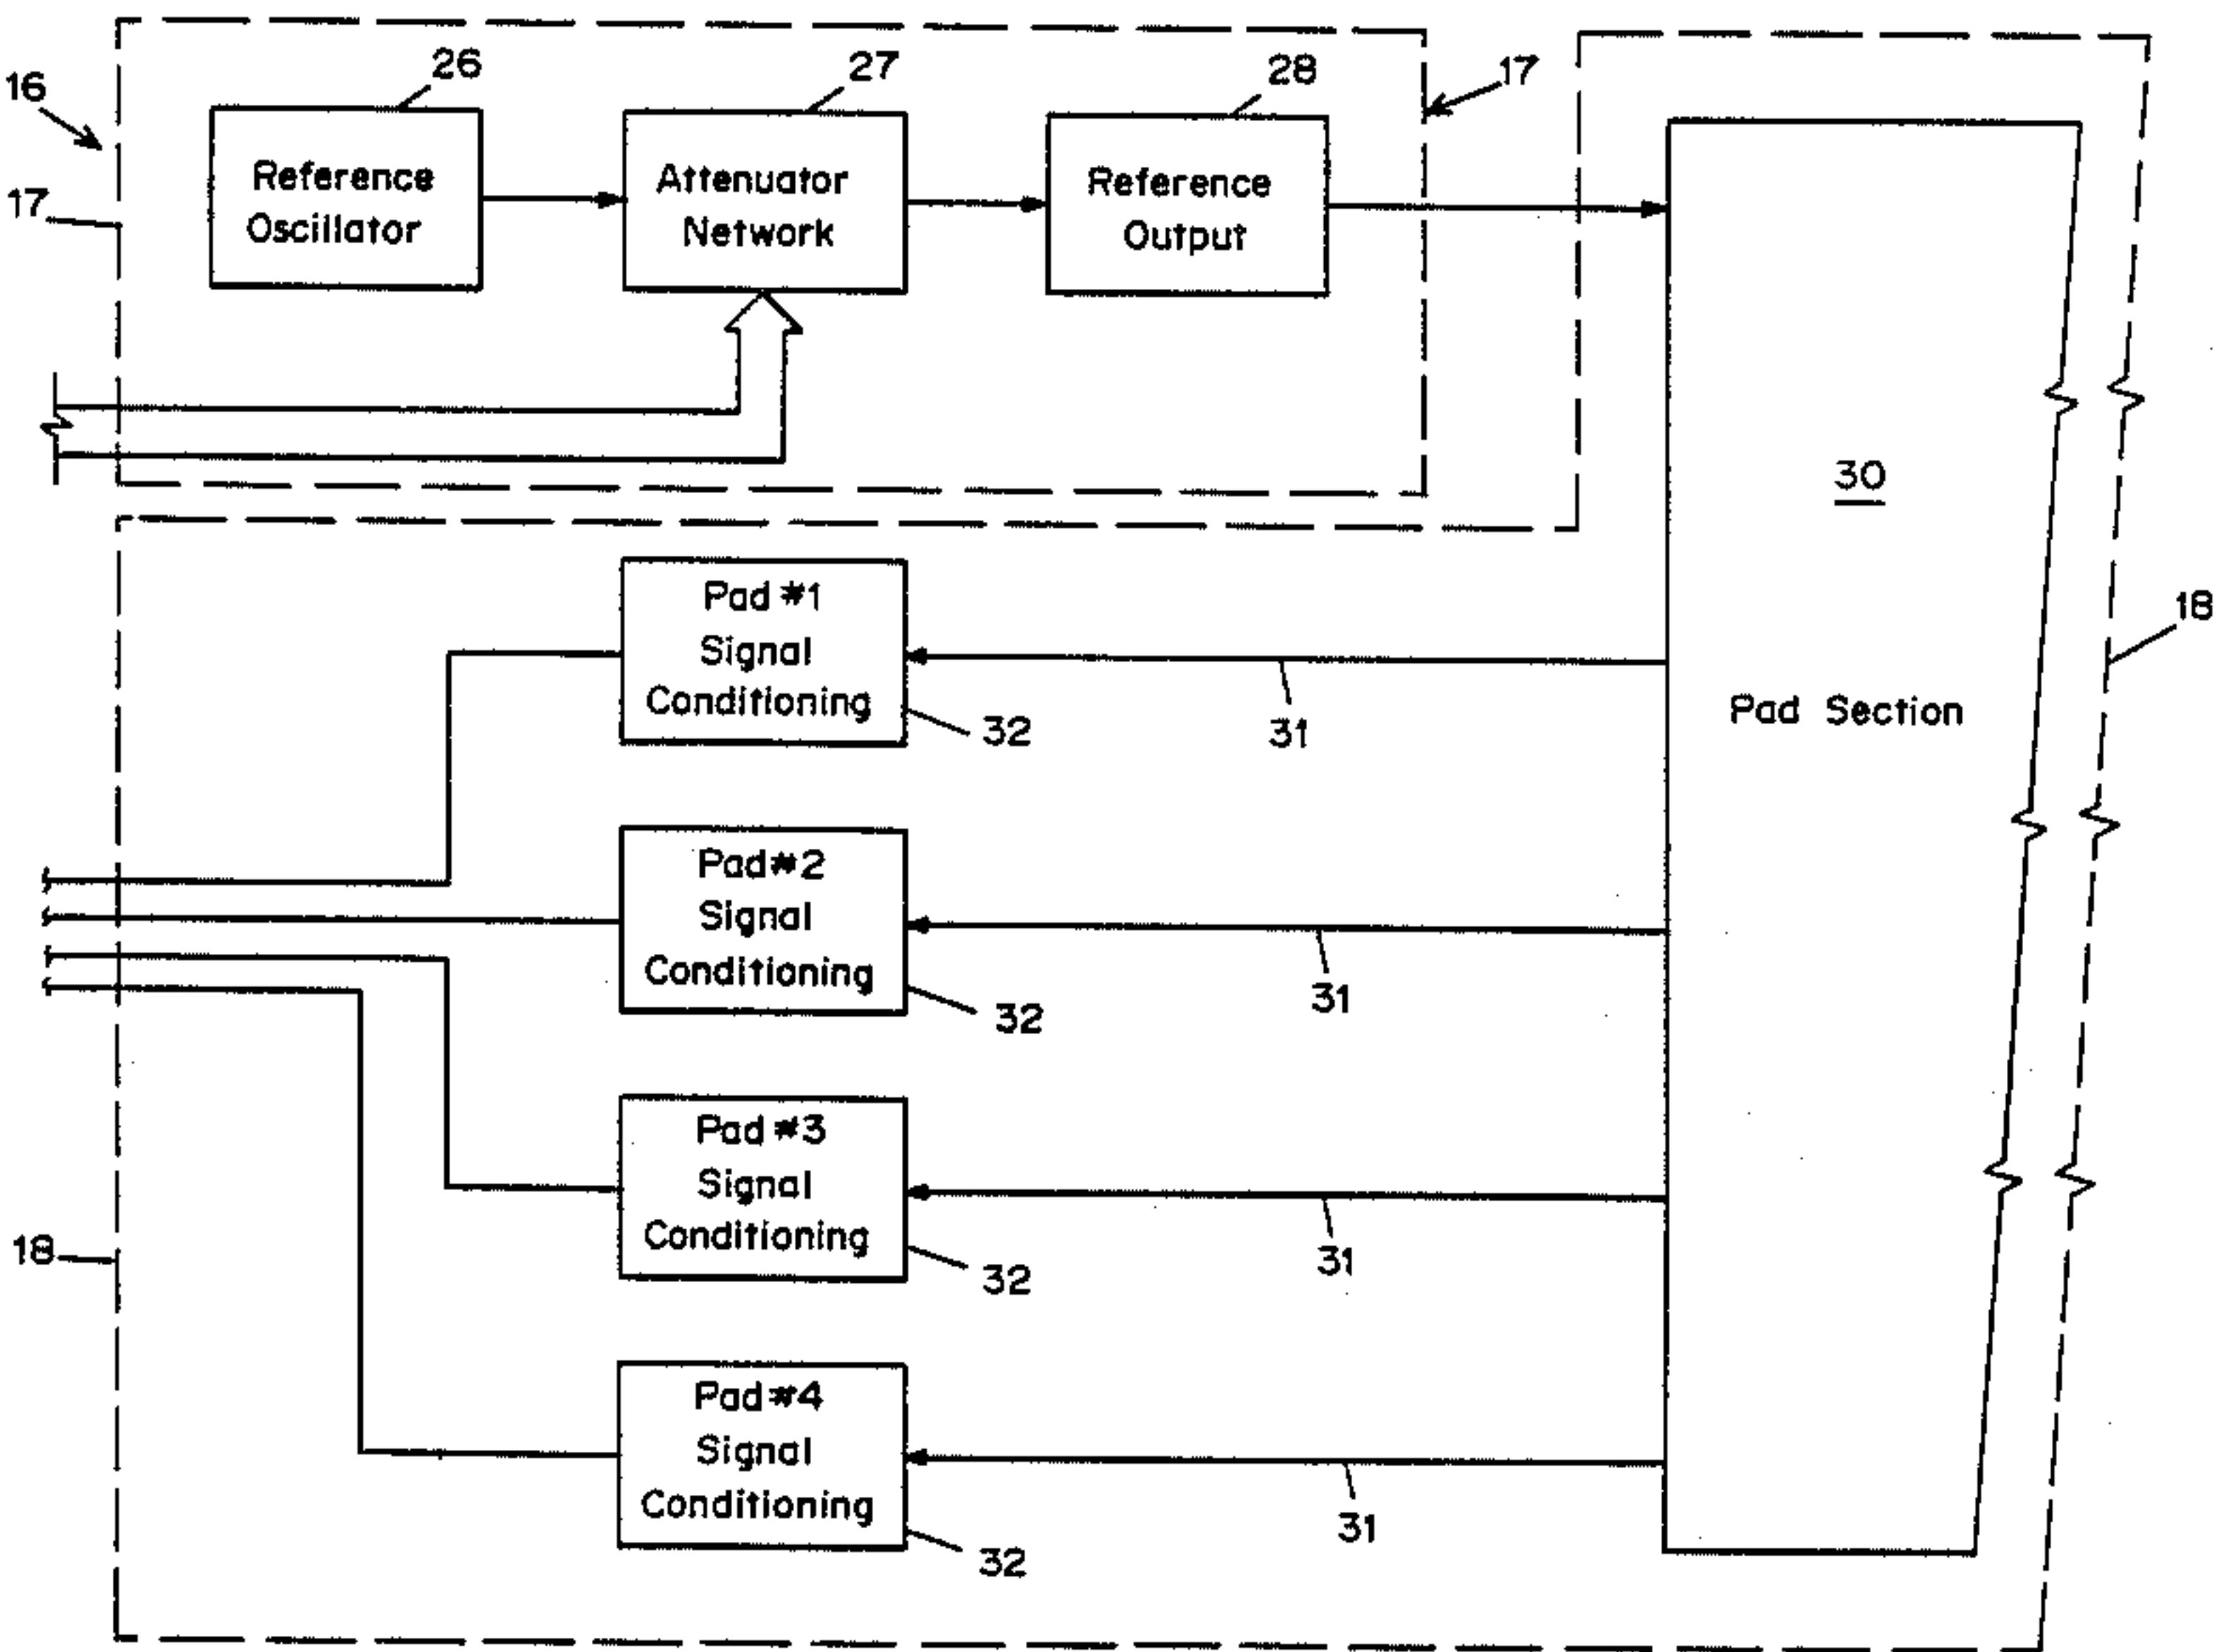 26
27
28
17
16
17
Reference
Oscillator
Attenuator
Network
Reference
Output
30
18
Pad #1
Signal
Conditioning
32
31
Pad Section
Pad #2
Signal
Conditioning
32
31
Pad #3
Signal
Conditioning
32
31
18
Pad #4
Signal
Conditioning
32
31